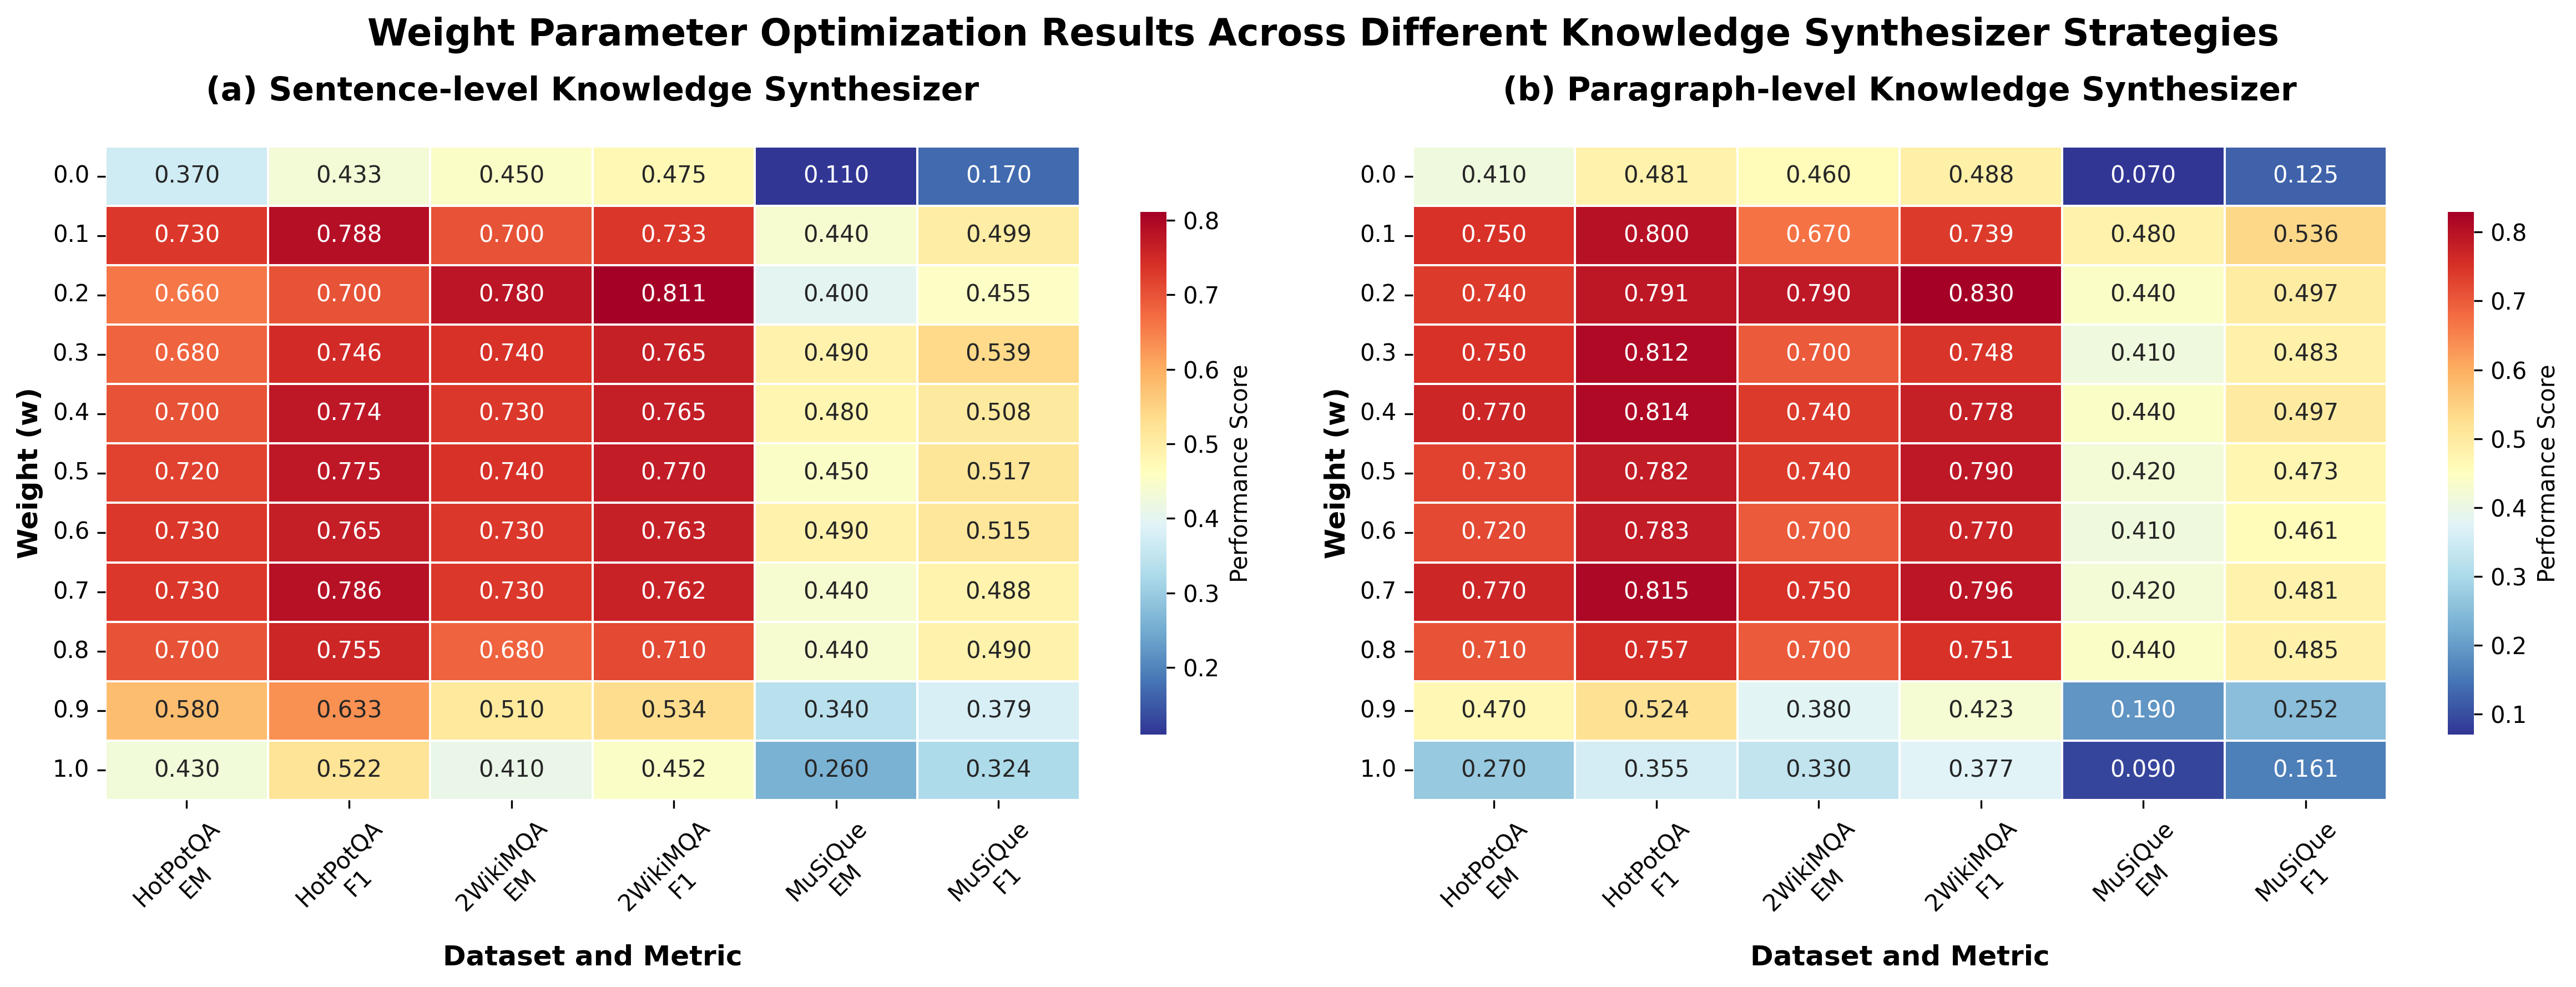 Weight Parameter Optimization Results Across Different Knowledge Synthesizer Strategies
(a) Sentence-level Knowledge Synthesizer
Weight (w)
0.0 0.370 0.433 0.450 0.475 0.110 0.170
0.1 0.730 0.788 0.700 0.733 0.440 0.499
0.2 0.660 0.700 0.780 0.811 0.400 0.455
0.3 0.680 0.746 0.740 0.765 0.490 0.539
0.4 0.700 0.774 0.730 0.765 0.480 0.508
0.5 0.720 0.775 0.740 0.770 0.450 0.517
0.6 0.730 0.765 0.730 0.763 0.490 0.515
0.7 0.730 0.786 0.730 0.762 0.440 0.488
0.8 0.700 0.755 0.680 0.710 0.440 0.490
0.9 0.580 0.633 0.510 0.534 0.340 0.379
1.0 0.430 0.522 0.410 0.452 0.260 0.324
HotPotQA
EM
HotPotQA
F1
2WikiMQA
EM
2WikiMQA
F1
MuSiQue
EM
MuSiQue
F1
Dataset and Metric
0.8
0.7
0.6
0.5
0.4
0.3
0.2
Performance Score
(b) Paragraph-level Knowledge Synthesizer
Weight (w)
0.0 0.410 0.481 0.460 0.488 0.070 0.125
0.1 0.750 0.800 0.670 0.739 0.480 0.536
0.2 0.740 0.791 0.790 0.830 0.440 0.497
0.3 0.750 0.812 0.700 0.748 0.410 0.483
0.4 0.770 0.814 0.740 0.778 0.440 0.497
0.5 0.730 0.782 0.740 0.790 0.420 0.473
0.6 0.720 0.783 0.700 0.770 0.410 0.461
0.7 0.770 0.815 0.750 0.796 0.420 0.481
0.8 0.710 0.757 0.700 0.751 0.440 0.485
0.9 0.470 0.524 0.380 0.423 0.190 0.252
1.0 0.270 0.355 0.330 0.377 0.090 0.161
HotPotQA
EM
HotPotQA
F1
2WikiMQA
EM
2WikiMQA
F1
MuSiQue
EM
MuSiQue
F1
Dataset and Metric
0.8
0.7
0.6
0.5
0.4
0.3
0.2
0.1
Performance Score